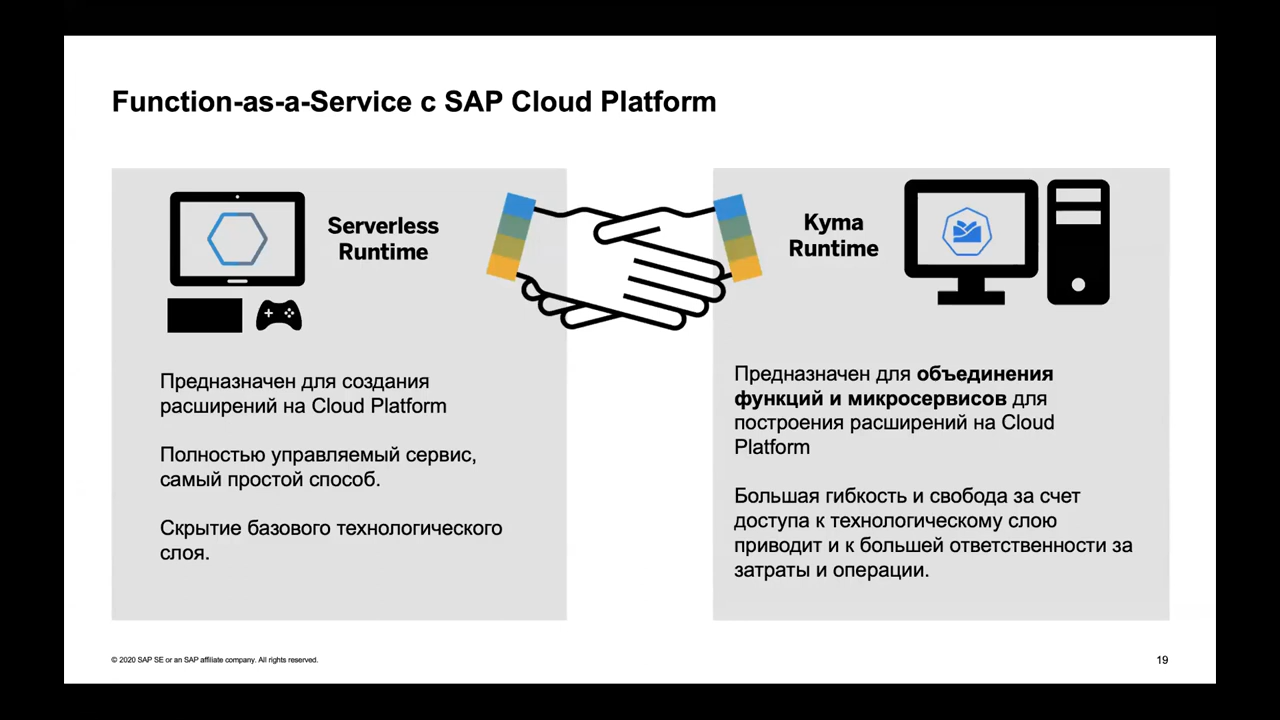 Function-as-a-Service с SAP Cloud Platform
Serverless
Runtime
Предназначен для создания
расширений на Cloud Platform
Полностью управляемый сервис,
самый простой способ.
Скрытие базового технологического
слоя.
Kyma
Runtime
Предназначен для объединения
функций и микросервисов для
построения расширений на Cloud
Platform
Большая гибкость и свобода за счет
доступа к технологическому слою
приводит и к большей ответственности за
затраты и операции.
© 2020 SAP SE or an SAP affiliate company. All rights reserved.
19